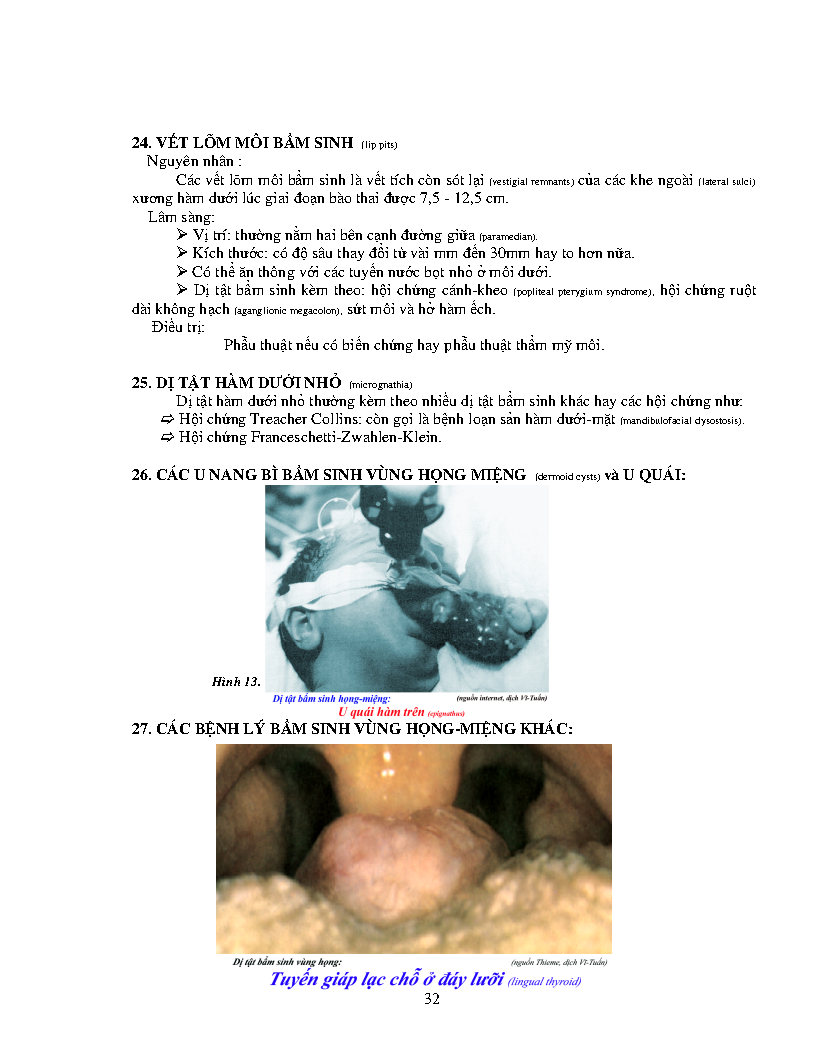 24. VẾT LÕM MÔI BẨM SINH (lip pits)
Nguyên nhân :
Các vết lõm môi bẩm sinh là vết tích còn sót lại (vestigial remnants) của các khe ngoài (lateral sulci)
xương hàm dưới lúc giai đoạn bào thai được 7,5 - 12,5 cm.
Lâm sàng:
➢ Vị trí: thường nằm hai bên cạnh đường giữa (paramedian).
➢ Kích thước: có độ sâu thay đổi từ vài mm đến 30mm hay to hơn nữa.
➢ Có thể ăn thông với các tuyến nước bọt nhỏ ở môi dưới.
➢ Dị tật bẩm sinh kèm theo: hội chứng cánh-kheo (popliteal pterygium syndrome), hội chứng ruột
dài không hạch (aganglionic megacolon), sứt môi và hở hàm ếch.
Điều trị:
Phẫu thuật nếu có biến chứng hay phẫu thuật thẩm mỹ môi.
25. DỊ TẬT HÀM DƯỚI NHỎ (micrognathia)
Dị tật hàm dưới nhỏ thường kèm theo nhiều dị tật bẩm sinh khác hay các hội chứng như:
➯ Hội chứng Treacher Collins: còn gọi là bệnh loạn sản hàm dưới-mặt (mandibulofacial dysostosis).
➯ Hội chứng Franceschetti-Zwahlen-Klein.
26. CÁC U NANG BÌ BẨM SINH VÙNG HỌNG MIỆNG (dermoid cysts) và U QUÁI:
Hình 13.
Dị tật bẩm sinh họng-miệng: (nguồn internet, dịch Võ-Tuấn)
U quái hàm trên (epignathus)
27. CÁC BỆNH LÝ BẨM SINH VÙNG HỌNG-MIỆNG KHÁC:
Dị tật bẩm sinh vùng họng: (nguồn Thieme, dịch Võ-Tuấn)
Tuyến giáp lạc chỗ ở đáy lưỡi (lingual thyroid)
32